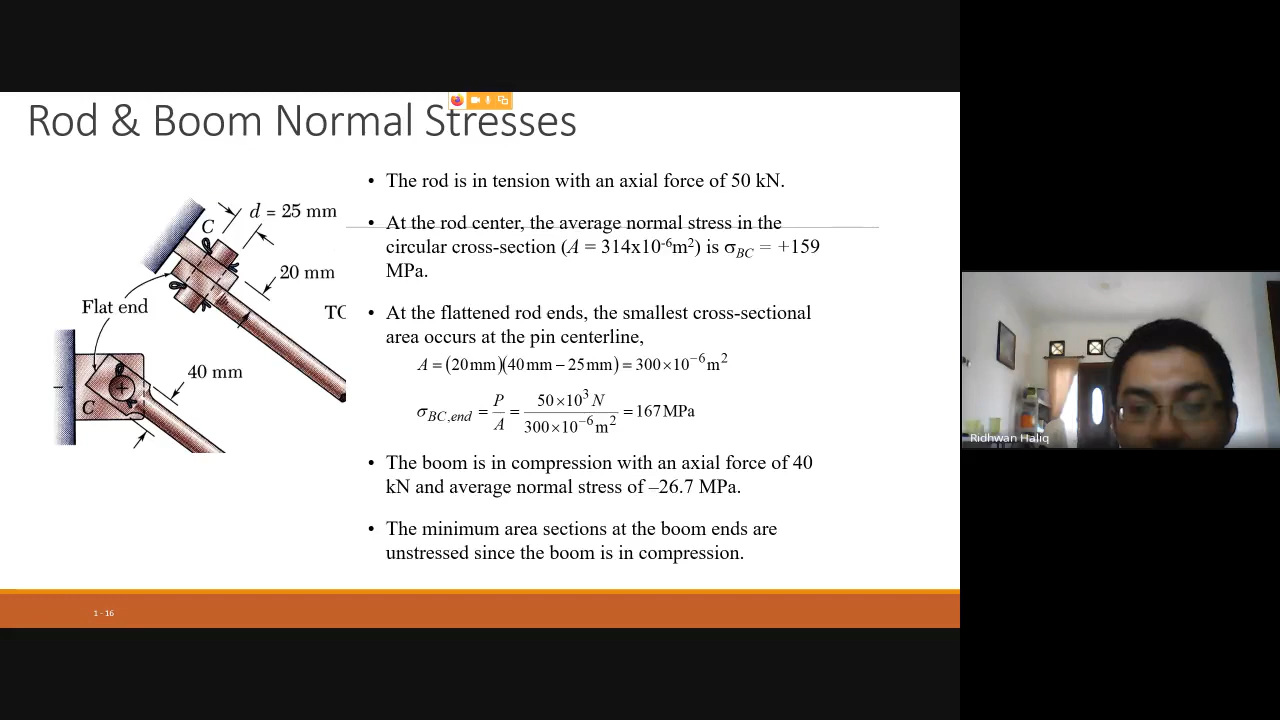 Rod & Boom Normal Stresses
• The rod is in tension with an axial force of 50 kN.
• At the rod center, the average normal stress in the
circular cross-section (A = 314x10⁻⁶m²) is σ_BC = +159
MPa.
• At the flattened rod ends, the smallest cross-sectional
area occurs at the pin centerline,
A = (20mm)(40mm − 25mm) = 300×10⁻⁶m²
σ_BC,end = P/A = 50×10³N / 300×10⁻⁶m² = 167MPa
• The boom is in compression with an axial force of 40
kN and average normal stress of –26.7 MPa.
• The minimum area sections at the boom ends are
unstressed since the boom is in compression.
C
d = 25 mm
20 mm
Flat end
TO
40 mm
C
1 - 16
Ridhwan Haliq